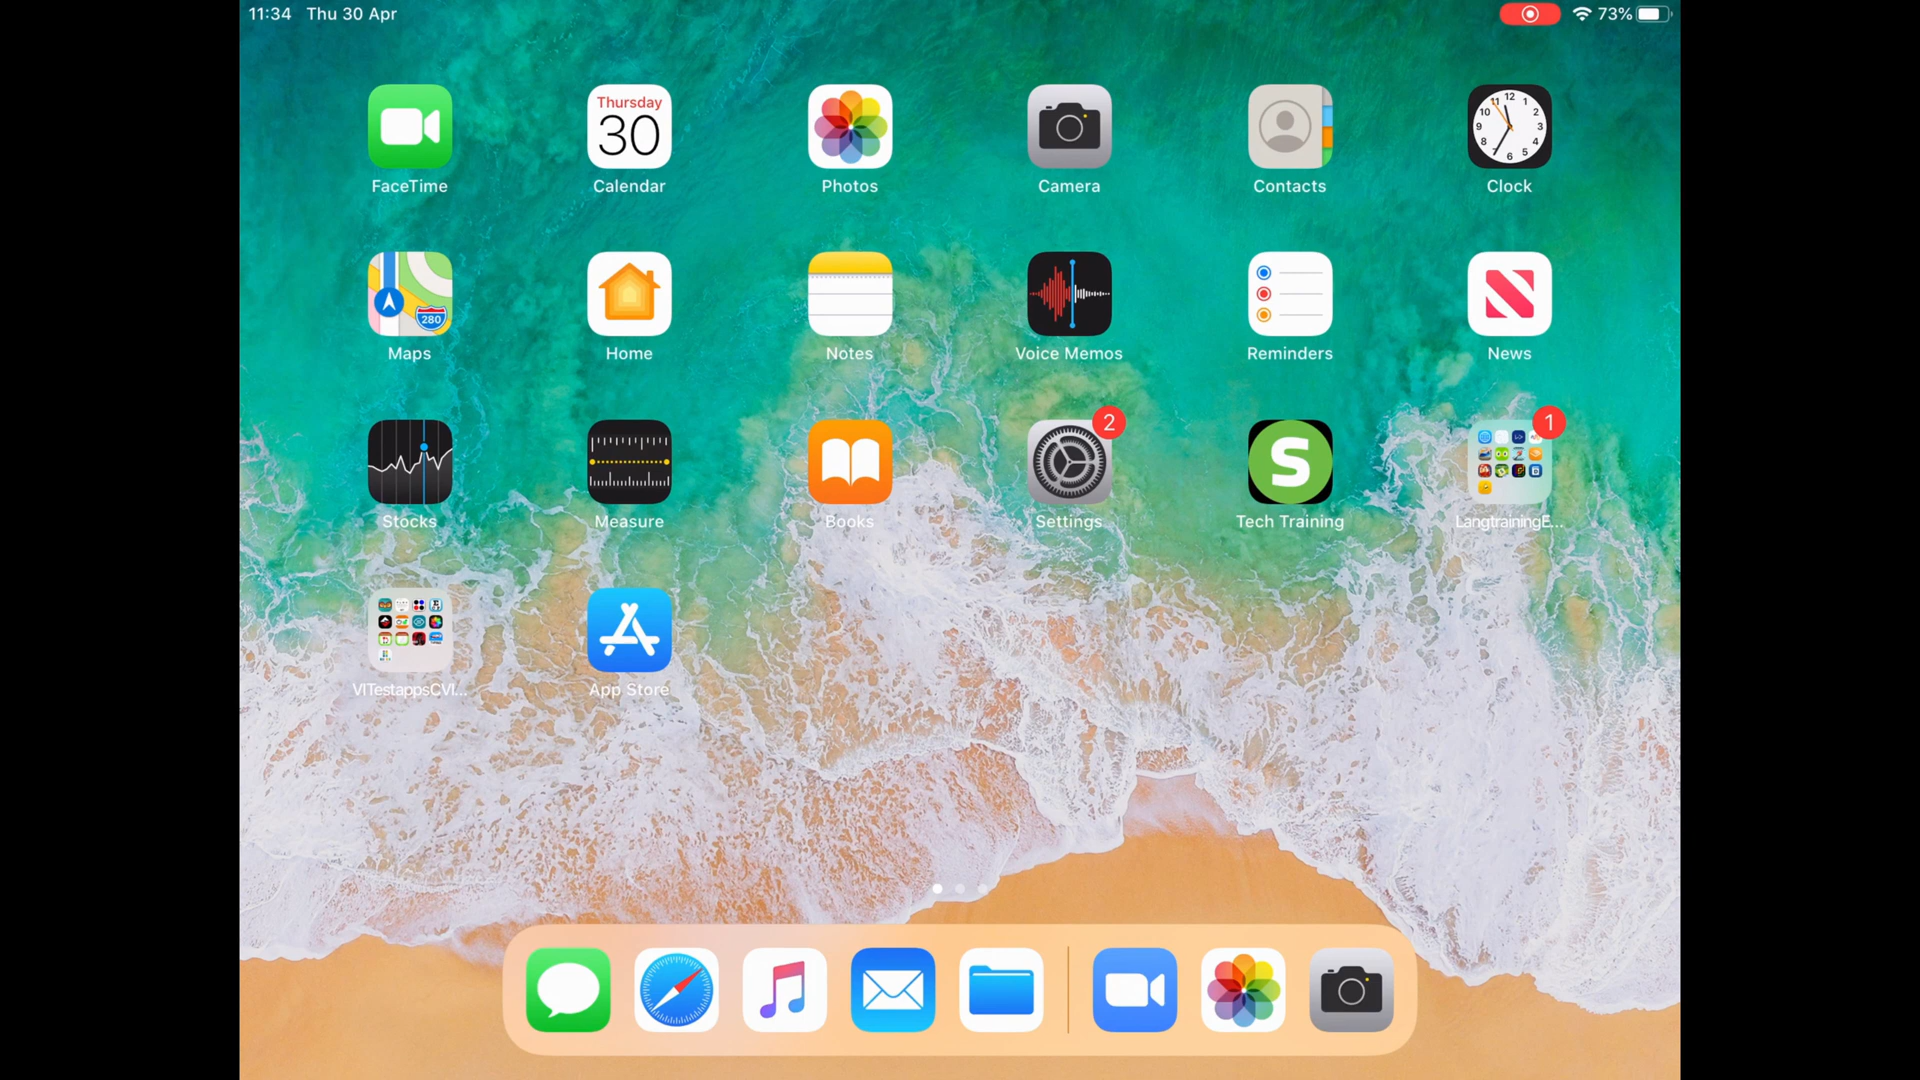 11:34 Thu 30 Apr 73%
Thursday
30
FaceTime Calendar Photos Camera Contacts Clock
280
Maps Home Notes Voice Memos Reminders News
2
1
S
Stocks Measure Books Settings Tech Training LangtrainingE...
VITestappsCVI... App Store